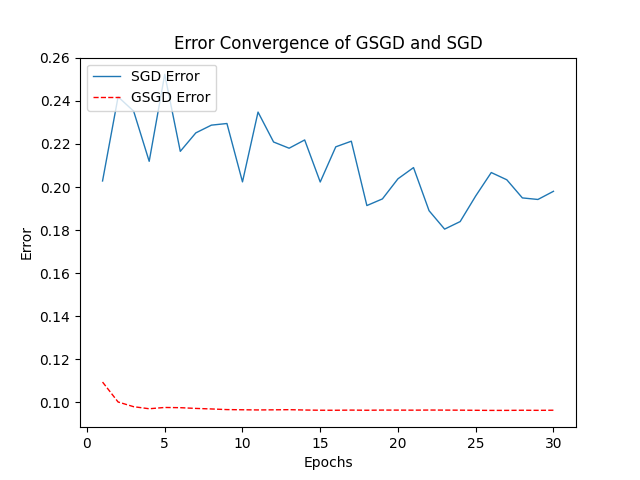 Error Convergence of GSGD and SGD
SGD Error
GSGD Error
Error
0.26
0.24
0.22
0.20
0.18
0.16
0.14
0.12
0.10
0 5 10 15 20 25 30
Epochs